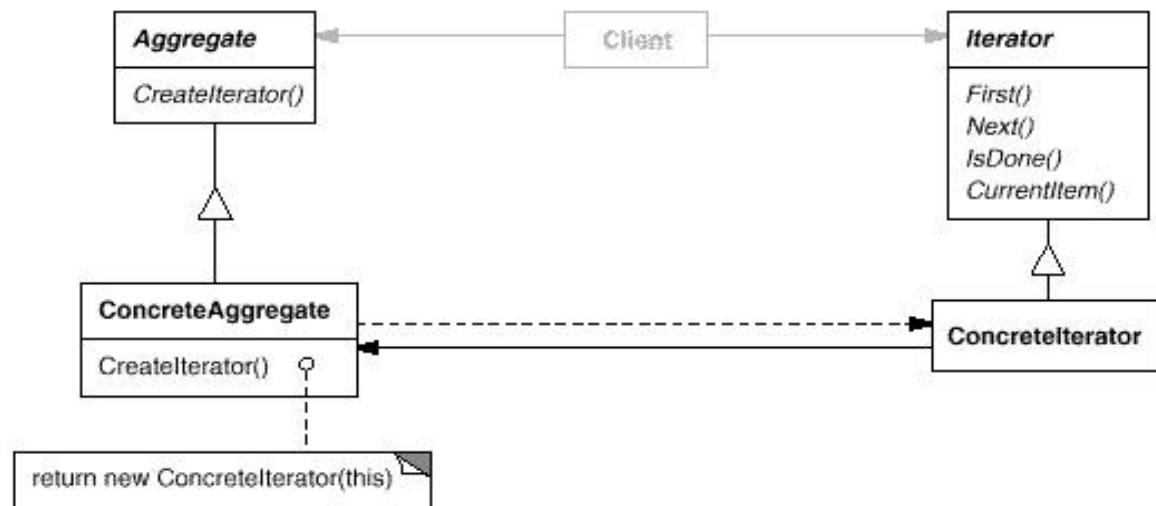 Aggregate
CreateIterator()
Client
Iterator
First()
Next()
IsDone()
CurrentItem()
ConcreteAggregate
CreateIterator()
ConcreteIterator
return new ConcreteIterator(this)